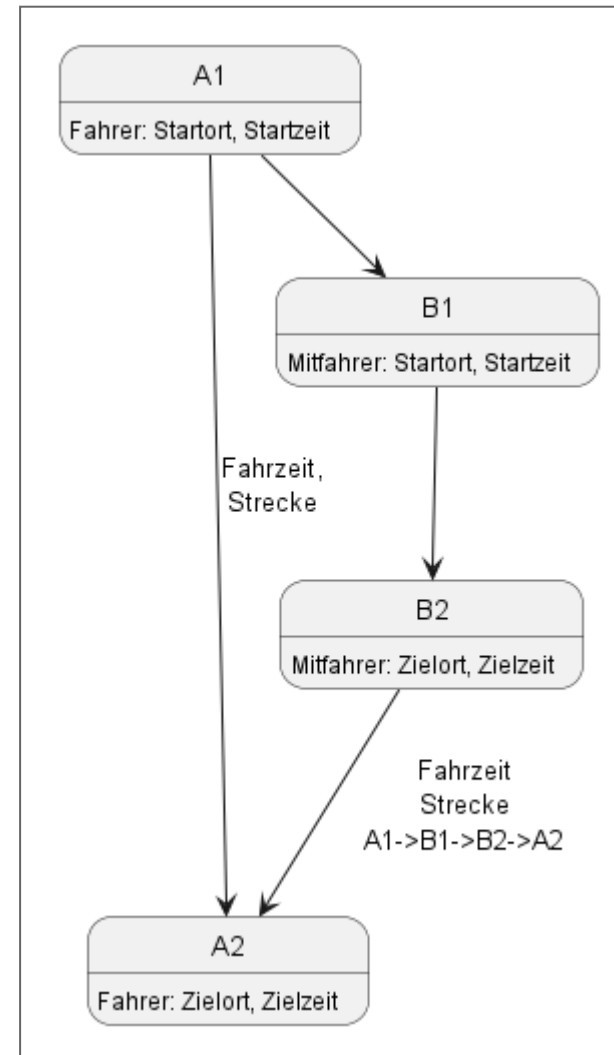 A1
Fahrer: Startort, Startzeit
B1
Mitfahrer: Startort, Startzeit
Fahrzeit,
Strecke
B2
Mitfahrer: Zielort, Zielzeit
Fahrzeit
Strecke
A1->B1->B2->A2
A2
Fahrer: Zielort, Zielzeit